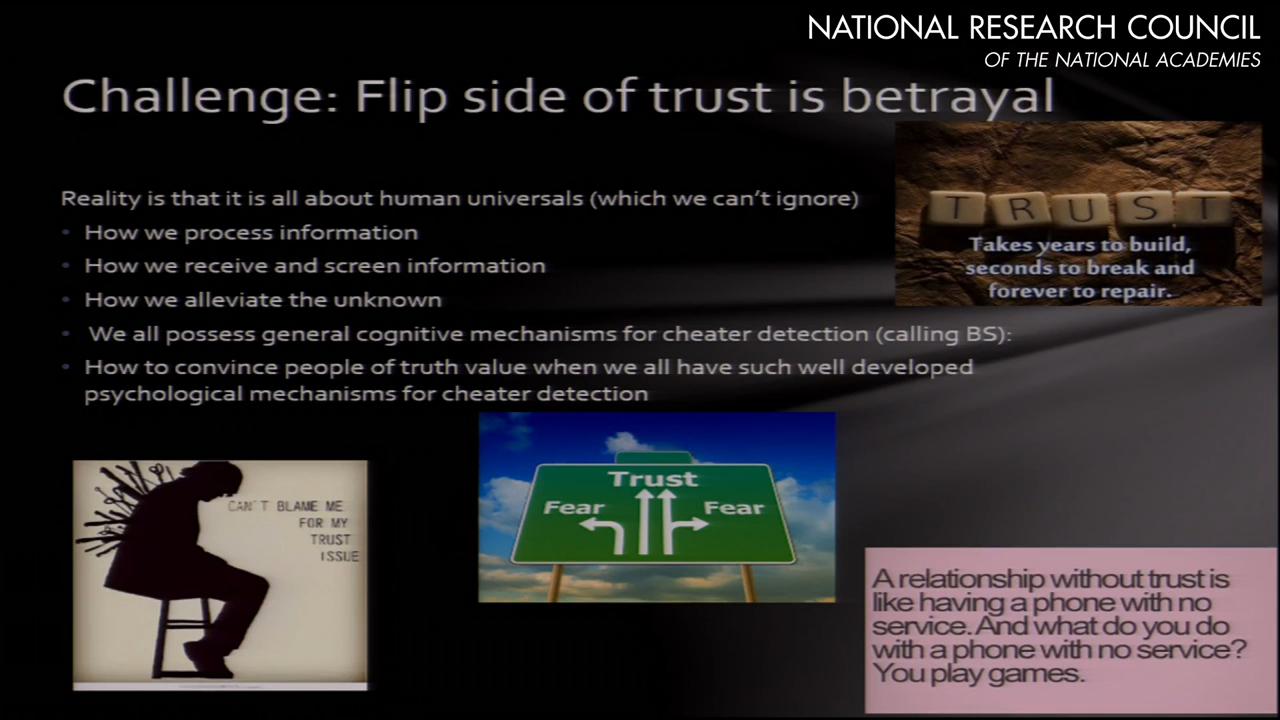 NATIONAL RESEARCH COUNCIL
OF THE NATIONAL ACADEMIES
Challenge: Flip side of trust is betrayal
Reality is that it is all about human universals (which we can't ignore)
• How we process information
• How we receive and screen information
• How we alleviate the unknown
• We all possess general cognitive mechanisms for cheater detection (calling BS):
• How to convince people of truth value when we all have such well developed
psychological mechanisms for cheater detection
TRUST
Takes years to build,
seconds to break and
forever to repair.
CAN'T BLAME ME
FOR MY
TRUST
ISSUE
Trust
Fear Fear
A relationship without trust is
like having a phone with no
service. And what do you do
with a phone with no service?
You play games.